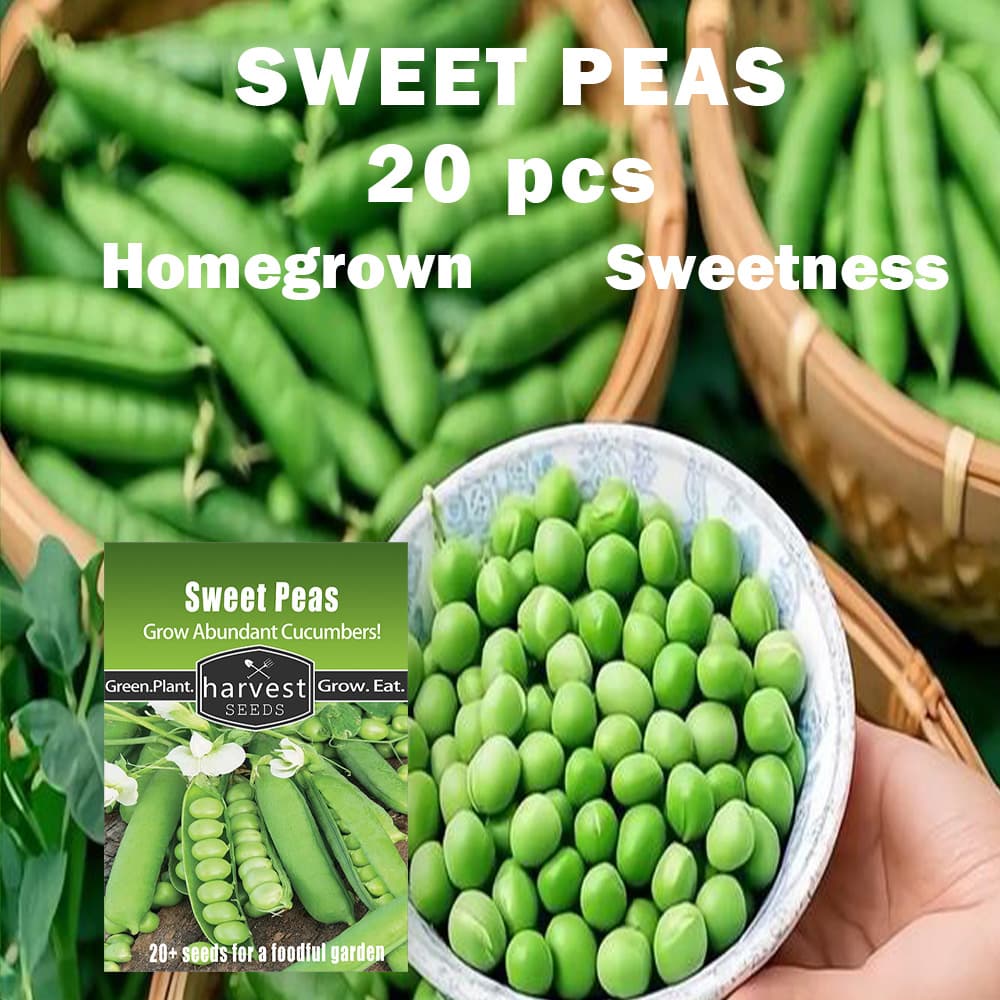 SWEET PEAS
20 pcs
Homegrown Sweetness
Sweet Peas
Grow Abundant Cucumbers!
Green.Plant. harvest Grow. Eat.
SEEDS
20+ seeds for a foodful garden